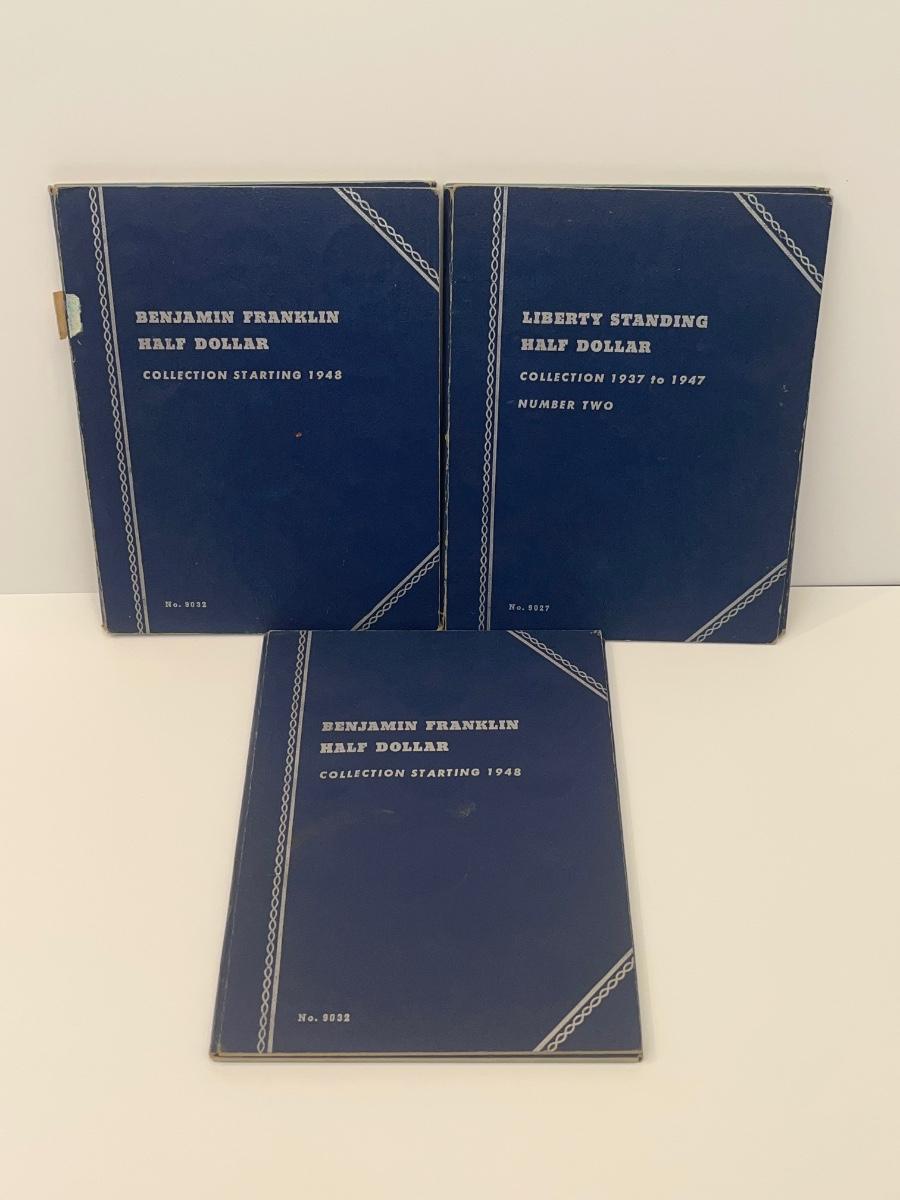 BENJAMIN FRANKLIN
HALF DOLLAR
COLLECTION STARTING 1948
No. 9032
LIBERTY STANDING
HALF DOLLAR
COLLECTION 1937 to 1947
NUMBER TWO
No. 9027
BENJAMIN FRANKLIN
HALF DOLLAR
COLLECTION STARTING 1948
No. 9032